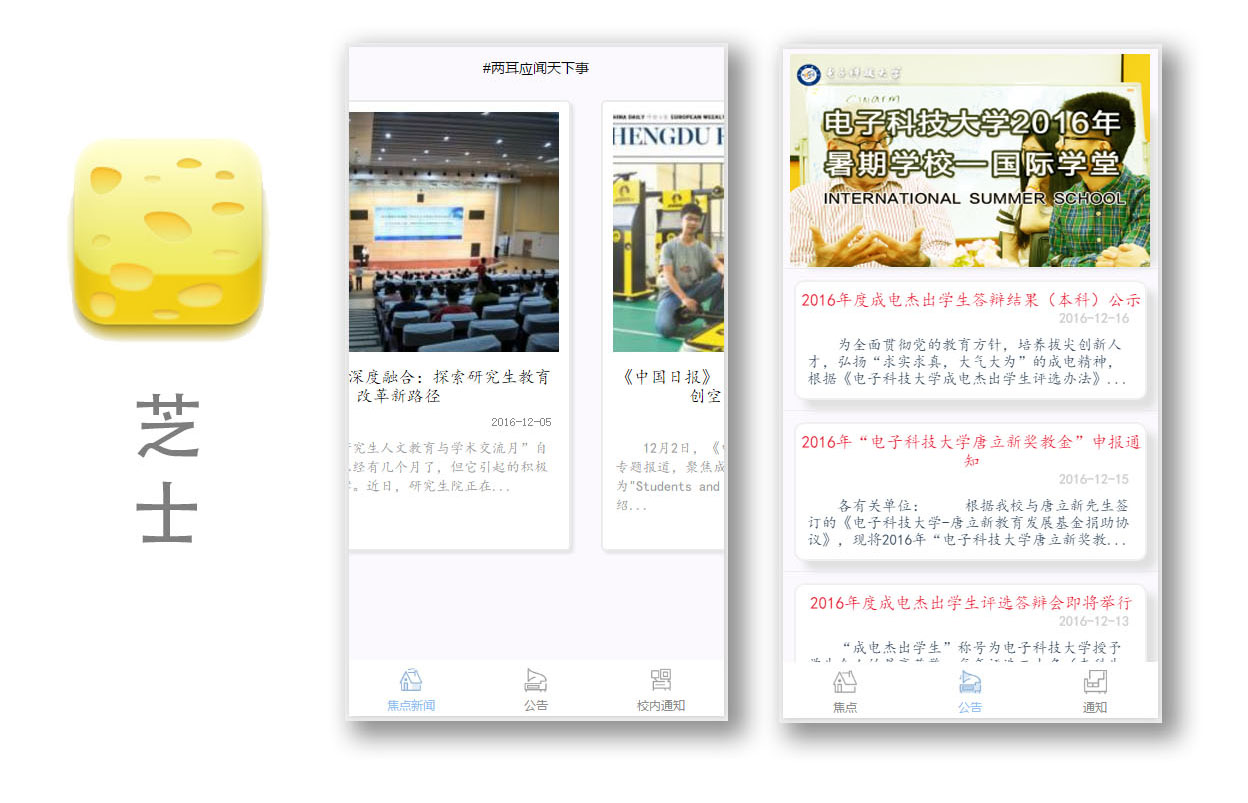 芝
士
#两耳应闻天下事
深度融合：探索研究生教育
改革新路径
2016-12-05
究生人文教育与学术交流月”自
经有几个月了，但它引起的积极
。近日，研究生院正在...
CHINA DAILY
EUROPEAN WEEKLY
HENGDU
《中国日报》
创空
12月2日，《
专题报道，聚焦成
为"Students and
绍...
焦点新闻
公告
校内通知
电子科技大学
swarm
电子科技大学2016年
暑期学校—国际学堂
INTERNATIONAL SUMMER SCHOOL
2016年度成电杰出学生答辩结果（本科）公示
2016-12-16
为全面贯彻党的教育方针，培养拔尖创新人
才，弘扬“求实求真，大气大为”的成电精神，
根据《电子科技大学成电杰出学生评选办法》...
2016年“电子科技大学唐立新奖教金”申报通
知
2016-12-15
各有关单位： 根据我校与唐立新先生签
订的《电子科技大学-唐立新教育发展基金捐助协
议》，现将2016年“电子科技大学唐立新奖教...
2016年度成电杰出学生评选答辩会即将举行
2016-12-13
“成电杰出学生”称号为电子科技大学授予
焦点
公告
通知